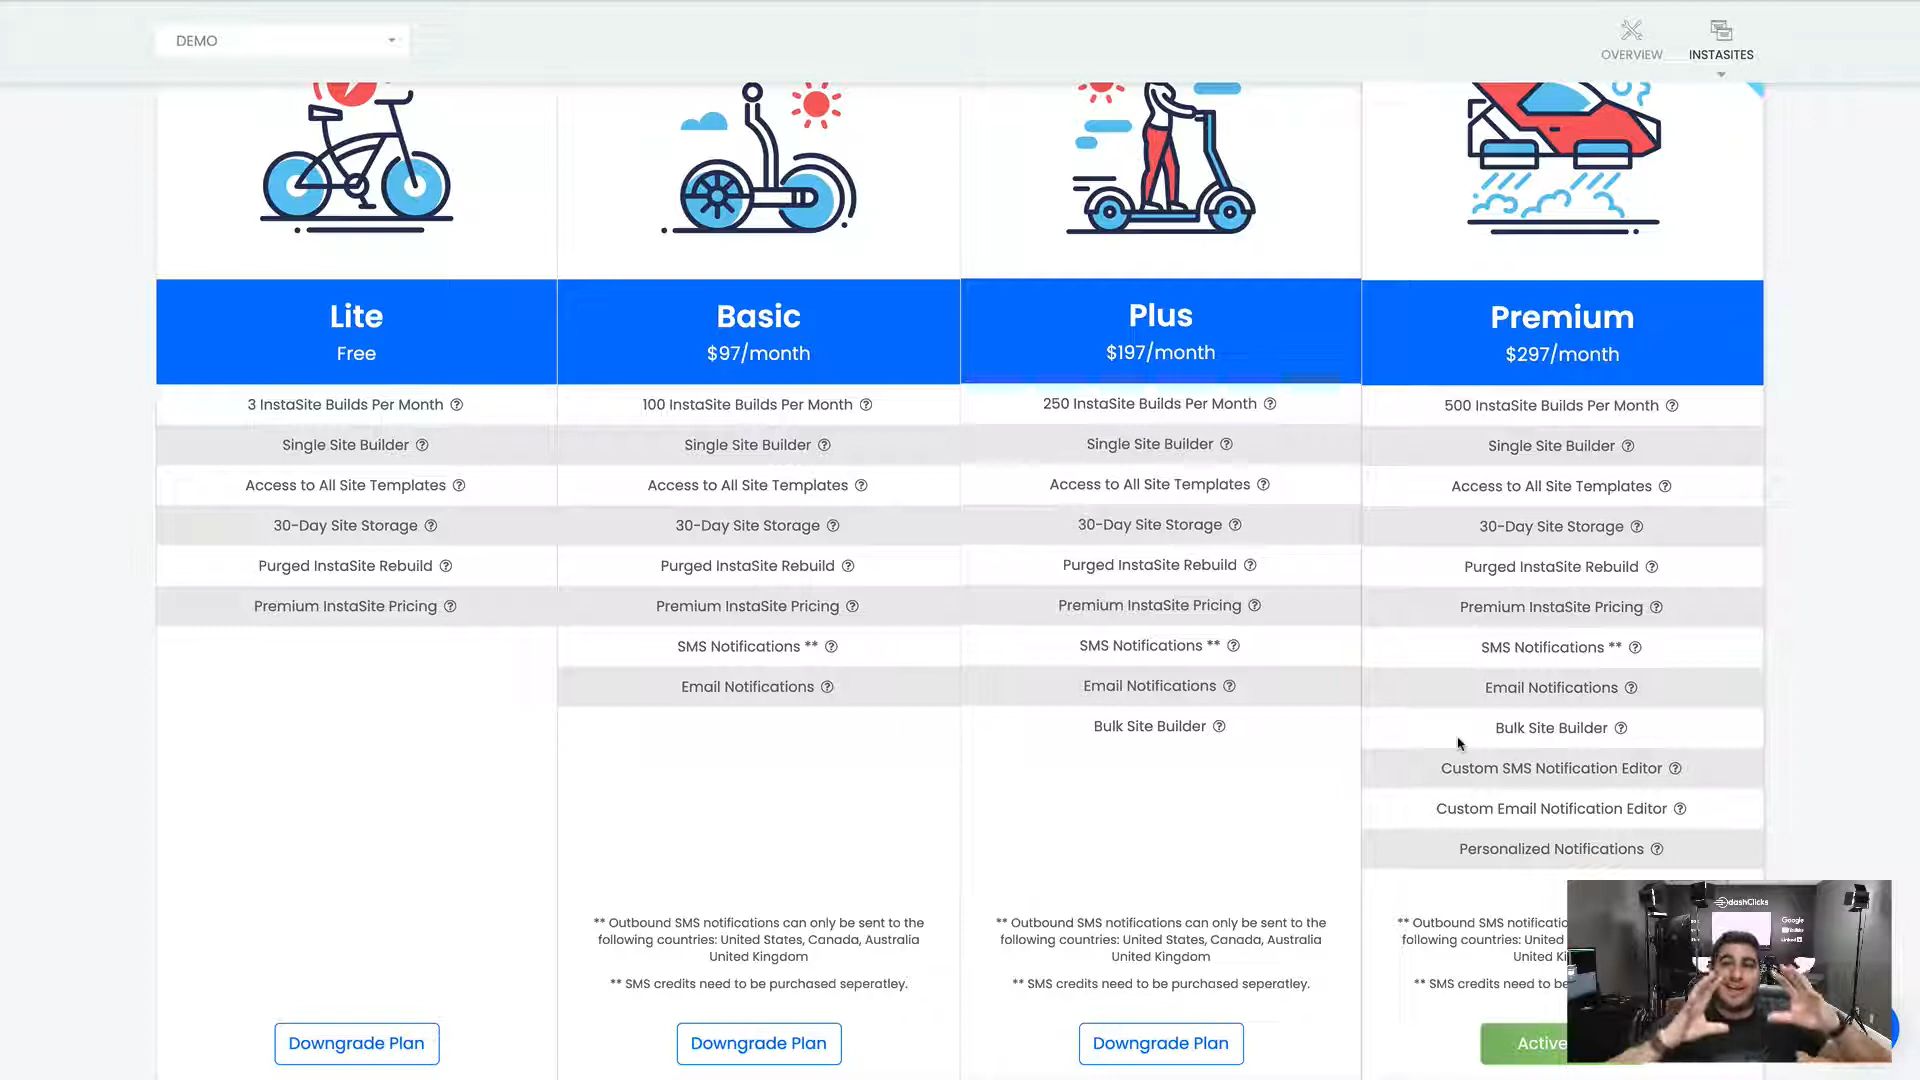 DEMO
OVERVIEW
INSTASITES
Lite
Free
3 InstaSite Builds Per Month
Single Site Builder
Access to All Site Templates
30-Day Site Storage
Purged InstaSite Rebuild
Premium InstaSite Pricing
Downgrade Plan
Basic
$97/month
100 InstaSite Builds Per Month
Single Site Builder
Access to All Site Templates
30-Day Site Storage
Purged InstaSite Rebuild
Premium InstaSite Pricing
SMS Notifications **
Email Notifications
** Outbound SMS notifications can only be sent to the
following countries: United States, Canada, Australia
United Kingdom
** SMS credits need to be purchased seperatley.
Downgrade Plan
Plus
$197/month
250 InstaSite Builds Per Month
Single Site Builder
Access to All Site Templates
30-Day Site Storage
Purged InstaSite Rebuild
Premium InstaSite Pricing
SMS Notifications **
Email Notifications
Bulk Site Builder
** Outbound SMS notifications can only be sent to the
following countries: United States, Canada, Australia
United Kingdom
** SMS credits need to be purchased seperatley.
Downgrade Plan
Premium
$297/month
500 InstaSite Builds Per Month
Single Site Builder
Access to All Site Templates
30-Day Site Storage
Purged InstaSite Rebuild
Premium InstaSite Pricing
SMS Notifications **
Email Notifications
Bulk Site Builder
Custom SMS Notification Editor
Custom Email Notification Editor
Personalized Notifications
** Outbound SMS
following countries: United
** SMS credits need to be
Active
dashClicks
Google